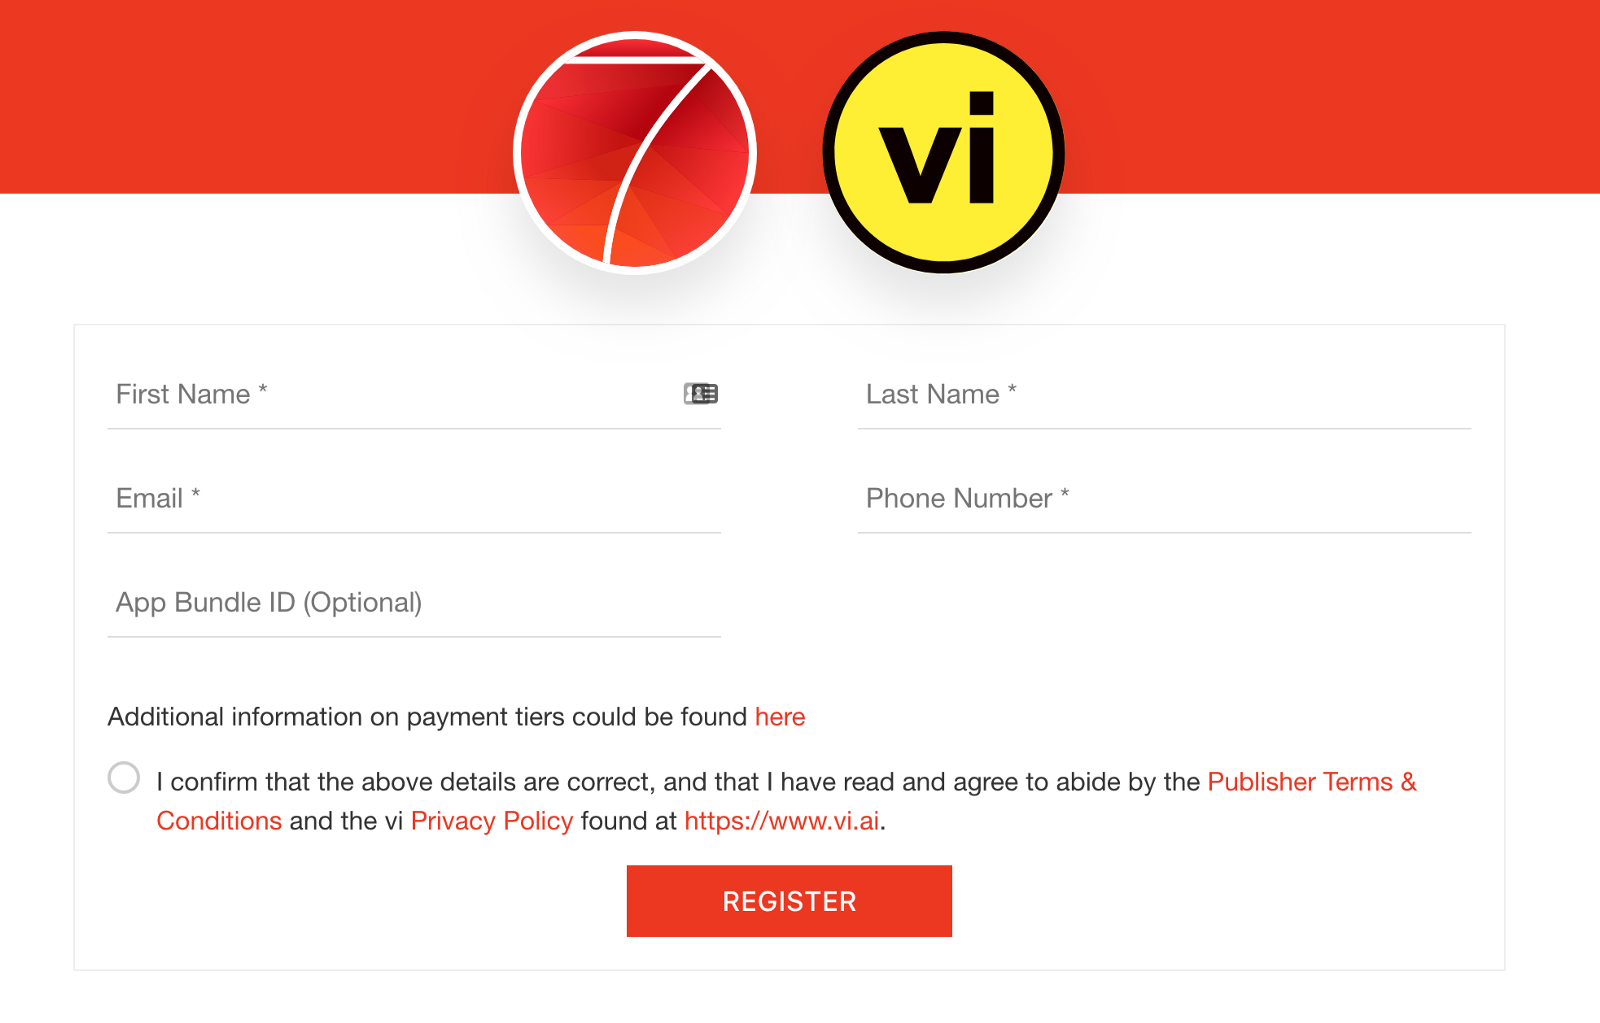 vi
First Name *
Last Name *
Email *
Phone Number *
App Bundle ID (Optional)
Additional information on payment tiers could be found here
I confirm that the above details are correct, and that I have read and agree to abide by the Publisher Terms &
Conditions and the vi Privacy Policy found at https://www.vi.ai.
REGISTER